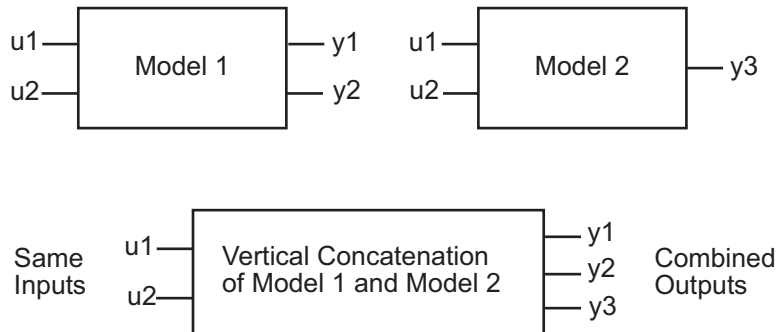 u1
u2
Model 1
y1
y2
u1
u2
Model 2
y3
Same
Inputs
u1
u2
Vertical Concatenation
of Model 1 and Model 2
y1
y2
y3
Combined
Outputs